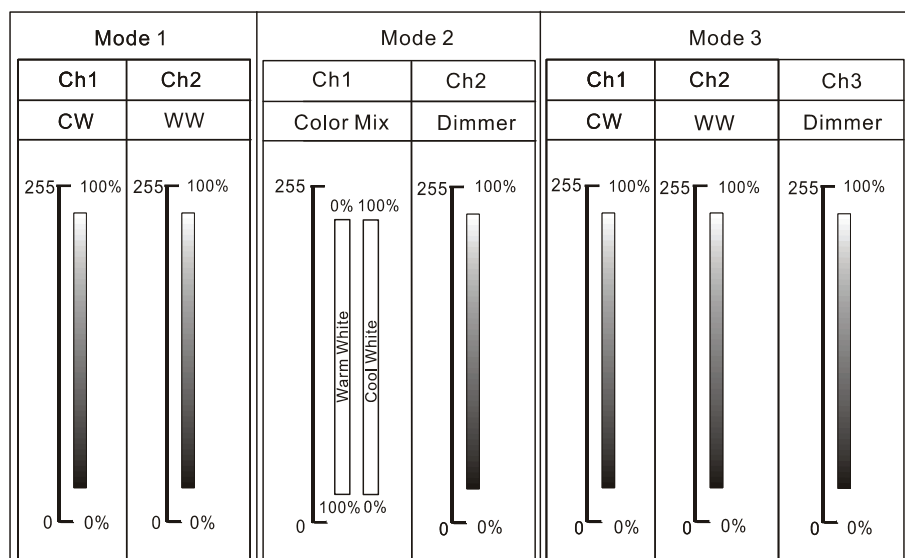 Mode 1 Mode 2 Mode 3
Ch1 Ch2 Ch1 Ch2 Ch1 Ch2 Ch3
CW WW Color Mix Dimmer CW WW Dimmer
255 100% 255 100% 255 255 100% 255 100% 255 100% 255 100%
0% 100%
Warm White
Cool White
100% 0%
0 0% 0 0% 0 0 0% 0 0% 0 0% 0 0%